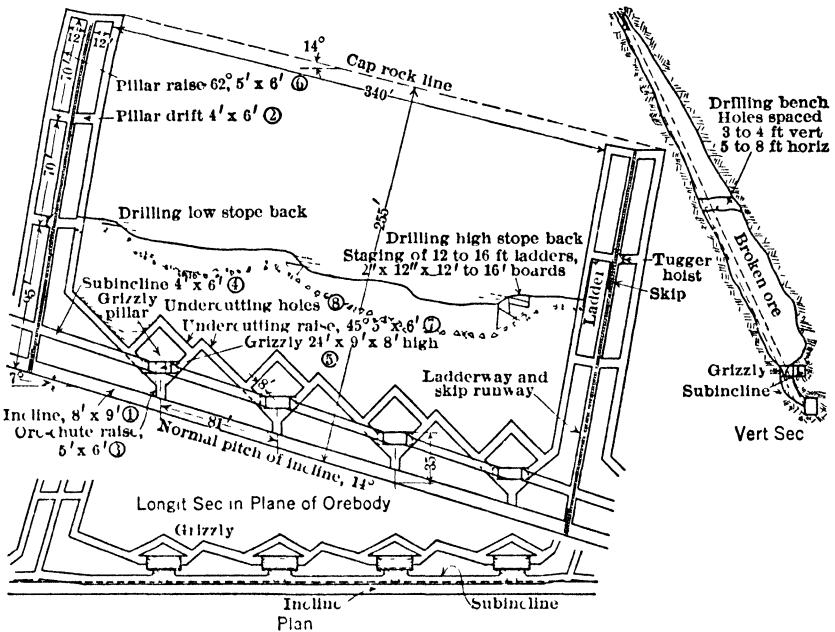 14°
Cap rock line
340'
12'
12'
70'
Pillar raise 62°, 5' x 6' ⑥
Pillar drift 4' x 6' ②
70'
255'
Drilling low stope back
Drilling high stope back
Staging of 12 to 16 ft ladders,
2" x 12" x 12' to 16' boards
Ladder
Tugger
hoist
Skip
Subincline 4' x 6' ④
Grizzly
pillar
Undercutting holes ⑧
Undercutting raise, 45° 5' x 6' ⑦
Grizzly 24' x 9' x 8' high
⑤
7°
18'
Ladderway and
skip runway
Incline, 8' x 9' ①
Ore-chute raise,
5' x 6' ③
81'
35'
Normal pitch of incline, 14°
Longit Sec in Plane of Orebody
Drilling bench
Holes spaced
3 to 4 ft vert
5 to 8 ft horiz
Broken ore
Grizzly
Subincline
Vert Sec
Grizzly
Incline
Subincline
Plan